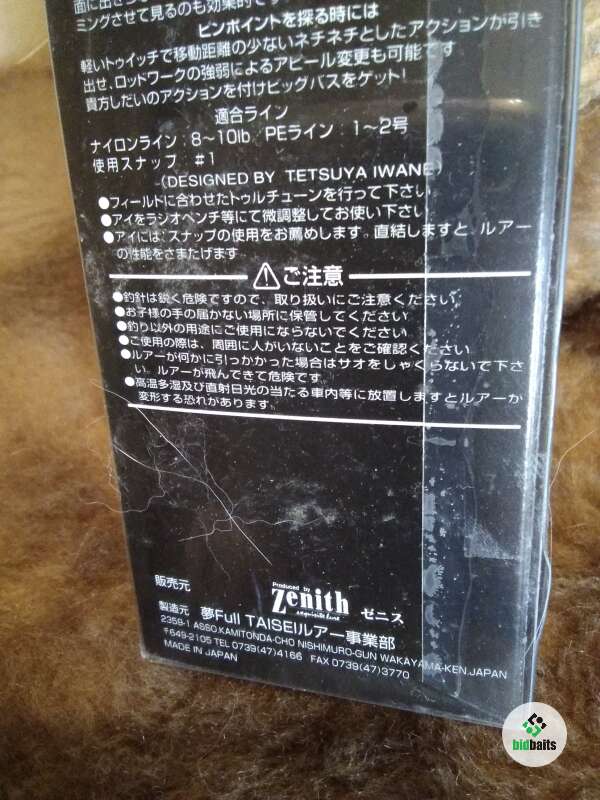 ミングさせて見るのも効果的です
ピンポイントを探る時には
軽いトゥイッチで移動距離の少ないネチネチとしたアクションが引き
出せ、ロッドワークの強弱によるアピール変更も可能です
貴方しだいのアクションを付けビッグバスをゲット!
適合ライン
ナイロンライン:8〜10lb PEライン:1〜2号
使用スナップ #1
(DESIGNED BY TETSUYA IWANE)
●フィールドに合わせたトゥルチューンを行って下さい
●アイをラジオペンチ等にて微調整してお使い下さい
●アイには、スナップの使用をお薦めします。直結しますと、ルアー
の性能をさまたげます
⚠ご注意
●釣針は鋭く危険ですので、取り扱いにご注意ください
●お子様の手の届かない場所に保管してください
●釣り以外の用途にご使用にならないでください
●ご使用の際は、周囲に人がいないことをご確認ください
●ルアーが何かに引っかかった場合はサオをしゃくらないで下さ
い。ルアーが飛んできて危険です
●高温多湿及び直射日光の当たる車内等に放置しますとルアーが
変形する恐れがあります。
販売元 Produced by Zenith exquisite lure ゼニス
製造元 夢Full TAISEIルアー事業部
2359-1 ASSO,KAMITONDA-CHO NISHIMURO-GUN WAKAYAMA-KEN.JAPAN
〒649-2105 TEL 0739(47)4166 FAX 0739(47)3770
MADE IN JAPAN
bidbaits